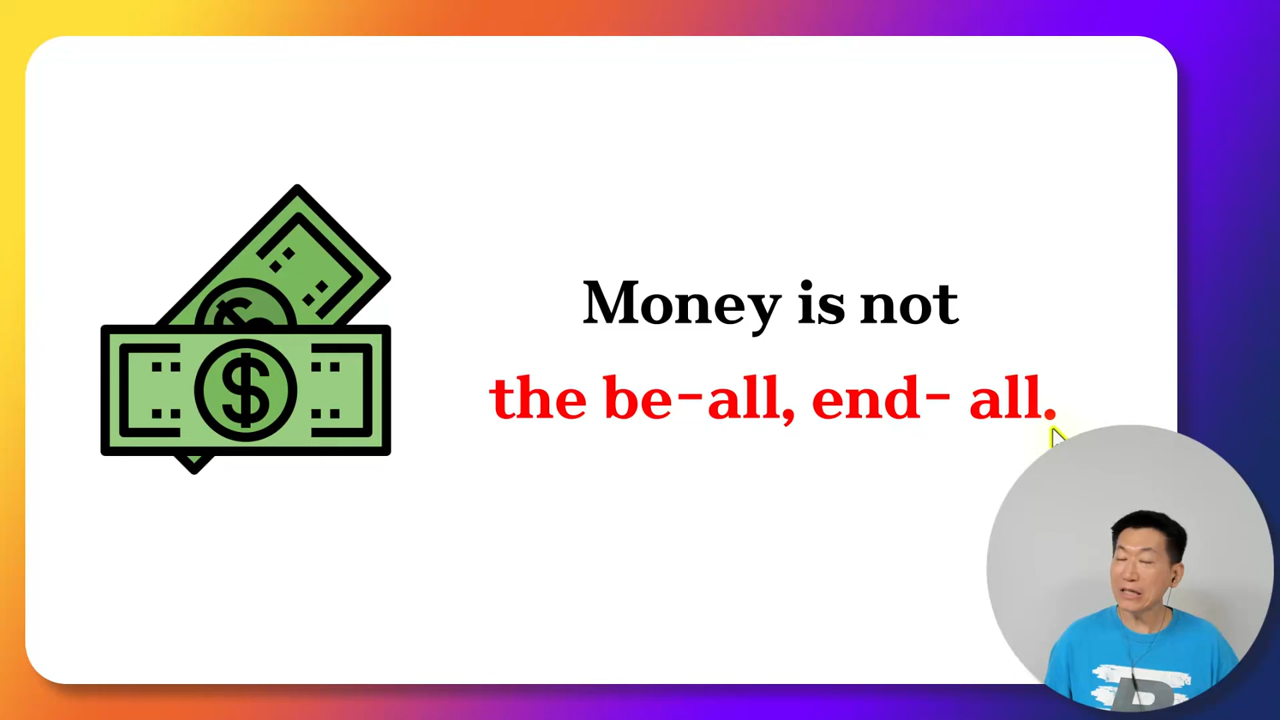 Money is not
the be-all, end- all.
$